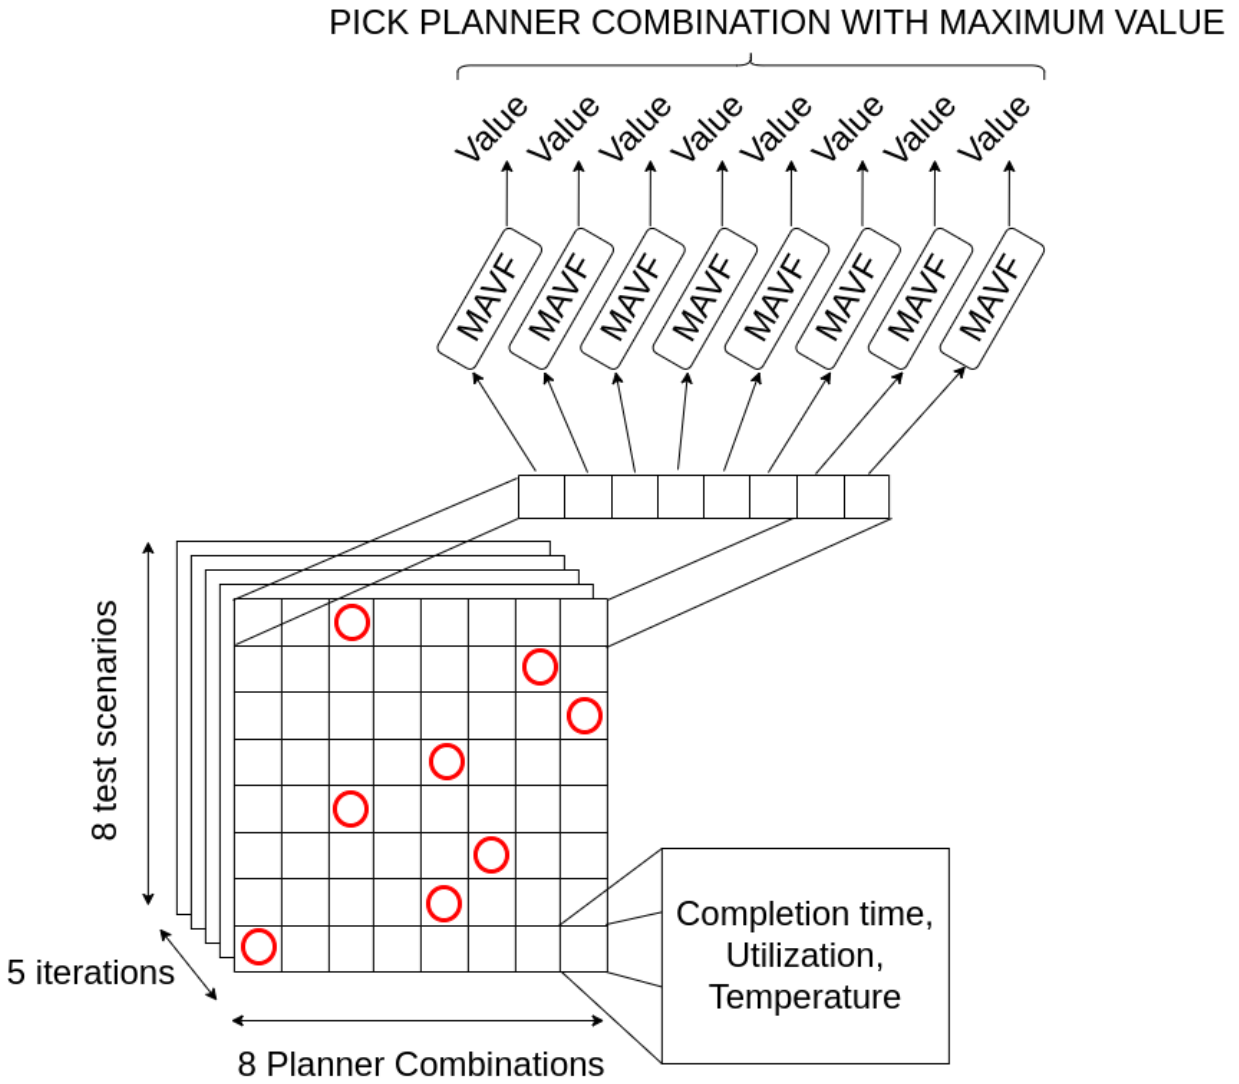 PICK PLANNER COMBINATION WITH MAXIMUM VALUE
Value Value Value Value Value Value Value Value
MAVF MAVF MAVF MAVF MAVF MAVF MAVF MAVF
8 test scenarios
Completion time,
Utilization,
Temperature
5 iterations
8 Planner Combinations